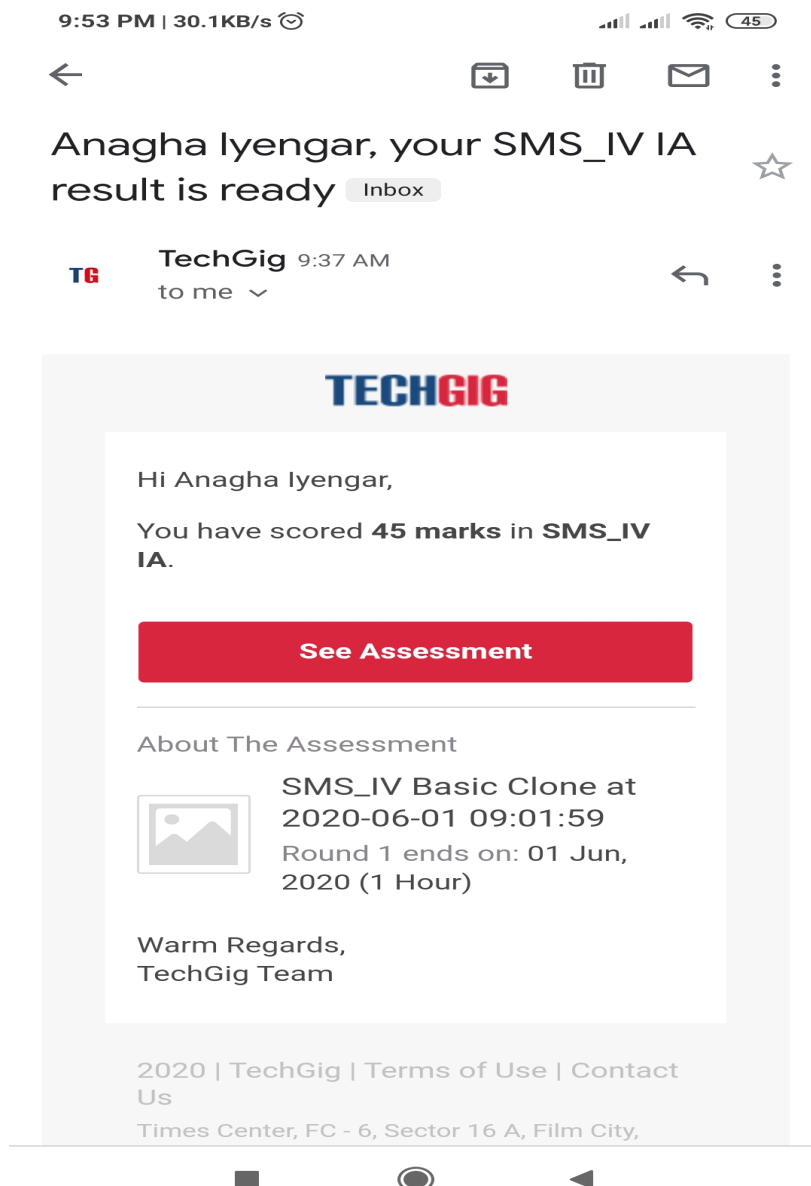 9:53 PM | 30.1KB/s
45
Anagha Iyengar, your SMS_IV IA
result is ready Inbox
TG
TechGig 9:37 AM
to me
TECHGIG
Hi Anagha Iyengar,
You have scored 45 marks in SMS_IV
IA.
See Assessment
About The Assessment
SMS_IV Basic Clone at
2020-06-01 09:01:59
Round 1 ends on: 01 Jun,
2020 (1 Hour)
Warm Regards,
TechGig Team
2020 | TechGig | Terms of Use | Contact
Us
Times Center, FC - 6, Sector 16 A, Film City,